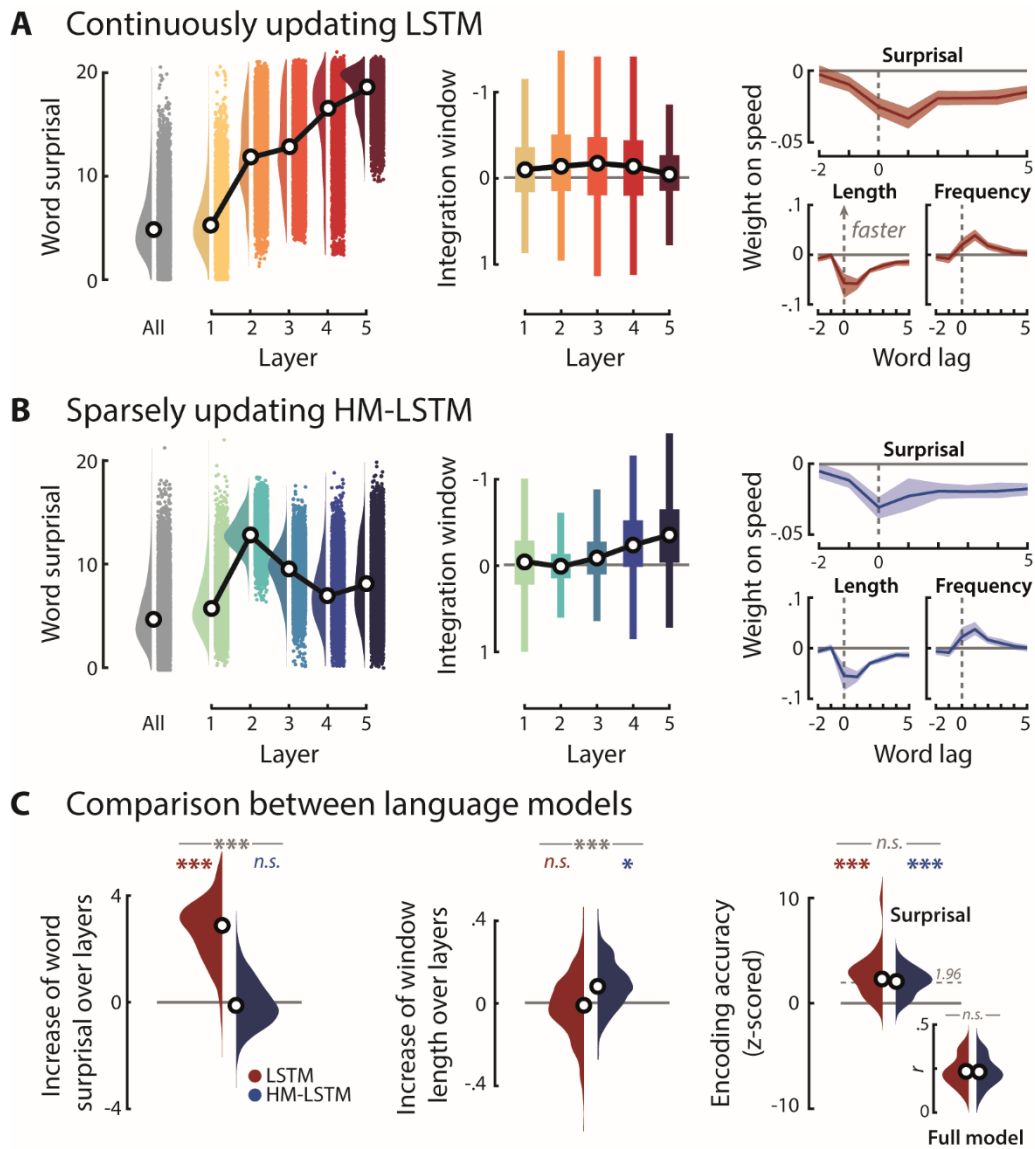 A Continuously updating LSTM
Word surprisal
20
10
0
All
1 2 3 4 5
Layer
Integration window
-1
0
1
1 2 3 4 5
Layer
Weight on speed
Surprisal
0
-.05
-2 0 5
Length
Frequency
.1
0
-.1
faster
-2 0 5
-2 0 5
Word lag
B Sparsely updating HM-LSTM
Word surprisal
20
10
0
All
1 2 3 4 5
Layer
Integration window
-1
0
1
1 2 3 4 5
Layer
Weight on speed
Surprisal
0
-.05
-2 0 5
Length
Frequency
.1
0
-.1
-2 0 5
-2 0 5
Word lag
C Comparison between language models
***
*** n.s.
Increase of word
surprisal over layers
4
0
-4
LSTM
HM-LSTM
***
n.s. *
Increase of window
length over layers
.4
0
.4
n.s.
*** ***
Encoding accuracy
(z-scored)
10
0
-10
Surprisal
1.96
n.s.
r
.5
0
Full model